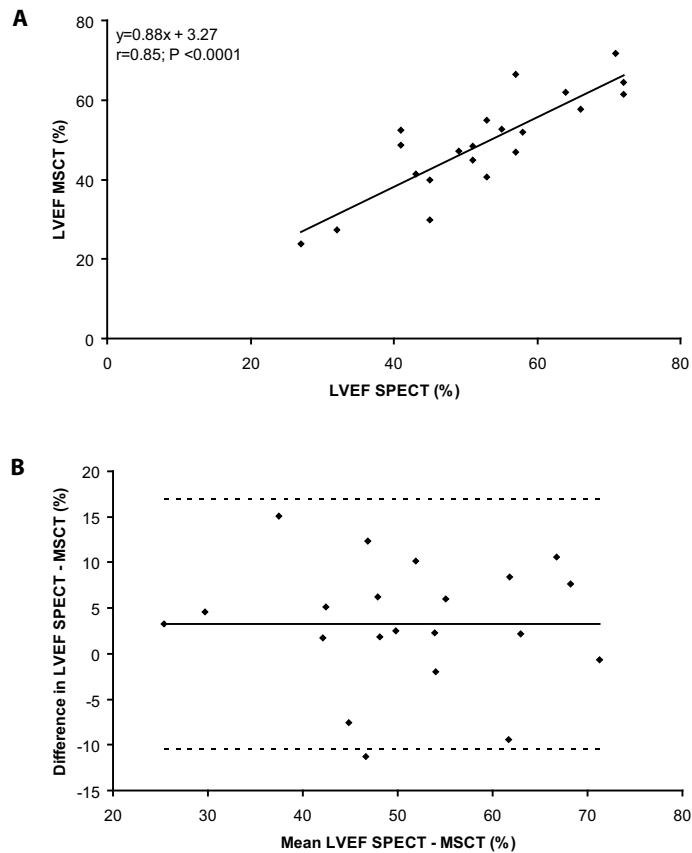 A
y=0.88x + 3.27
r=0.85; P <0.0001
LVEF MSCT (%)
80
60
40
20
0
0 20 40 60 80
LVEF SPECT (%)
B
Difference in LVEF SPECT - MSCT (%)
20
15
10
5
0
-5
-10
-15
20 30 40 50 60 70 80
Mean LVEF SPECT - MSCT (%)